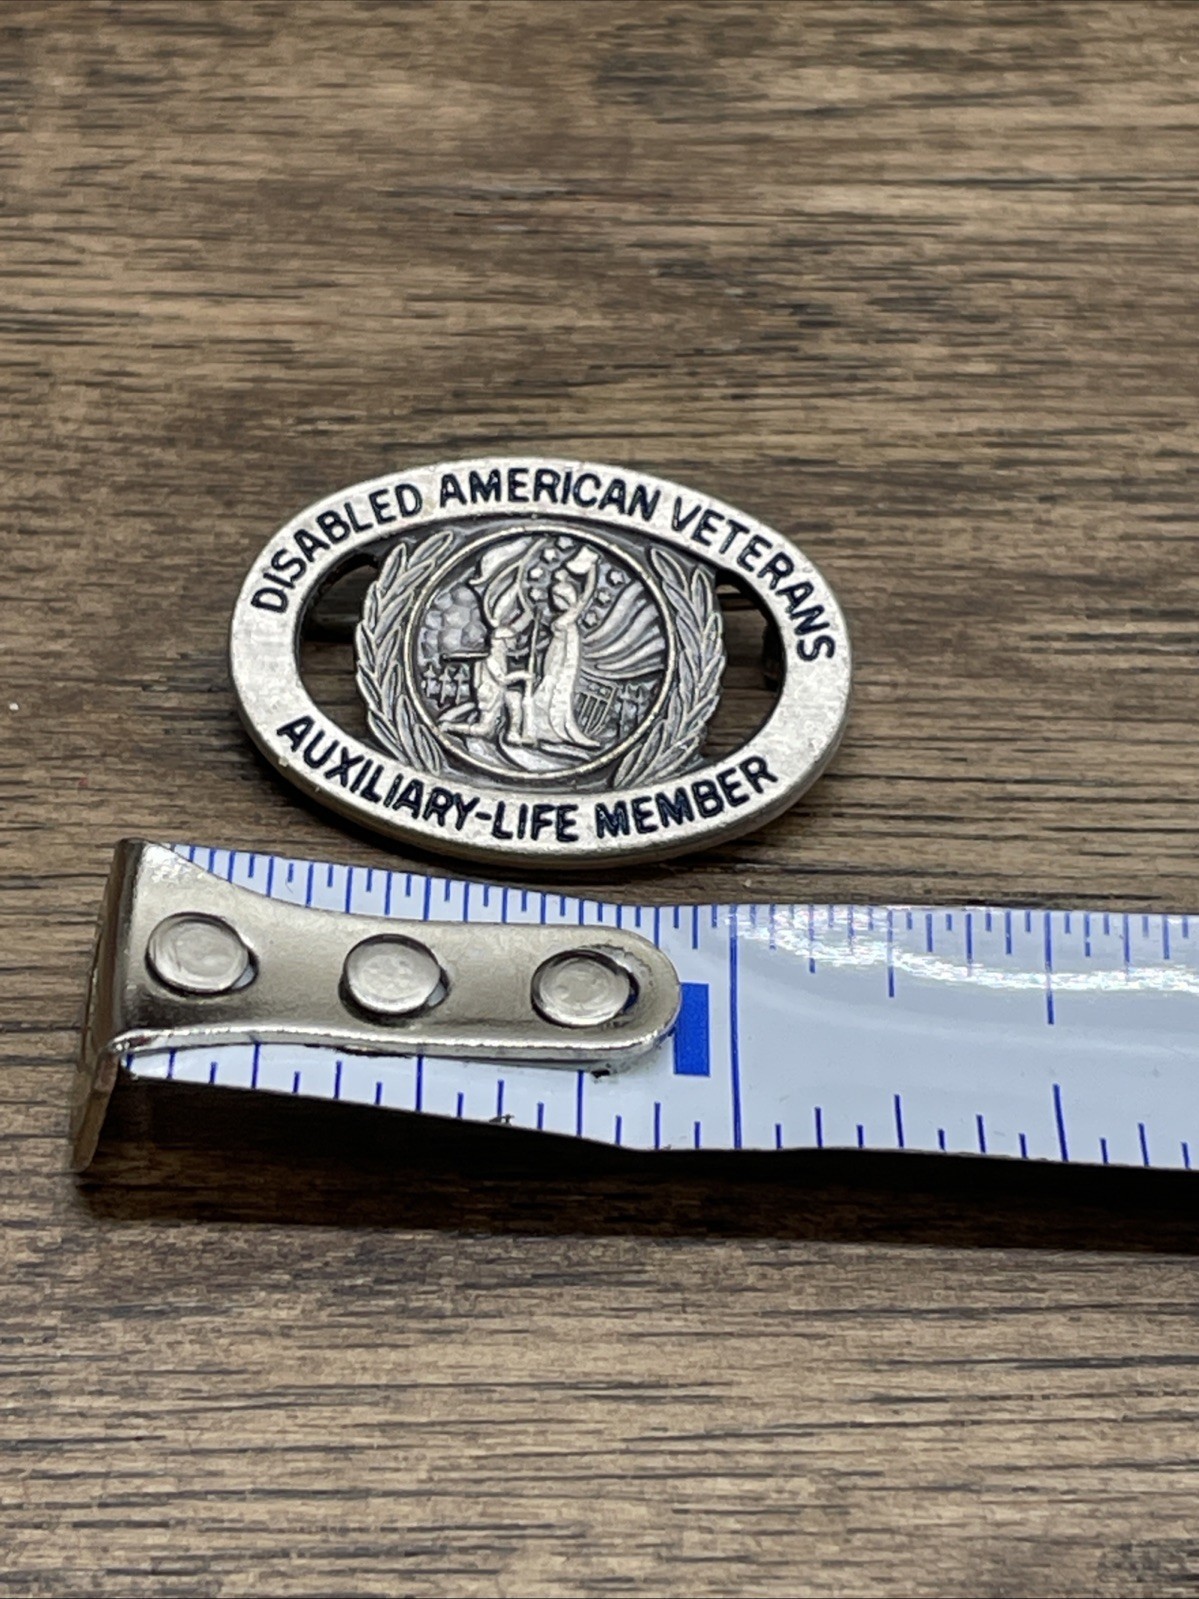 DISABLED AMERICAN VETERANS
AUXILIARY-LIFE MEMBER